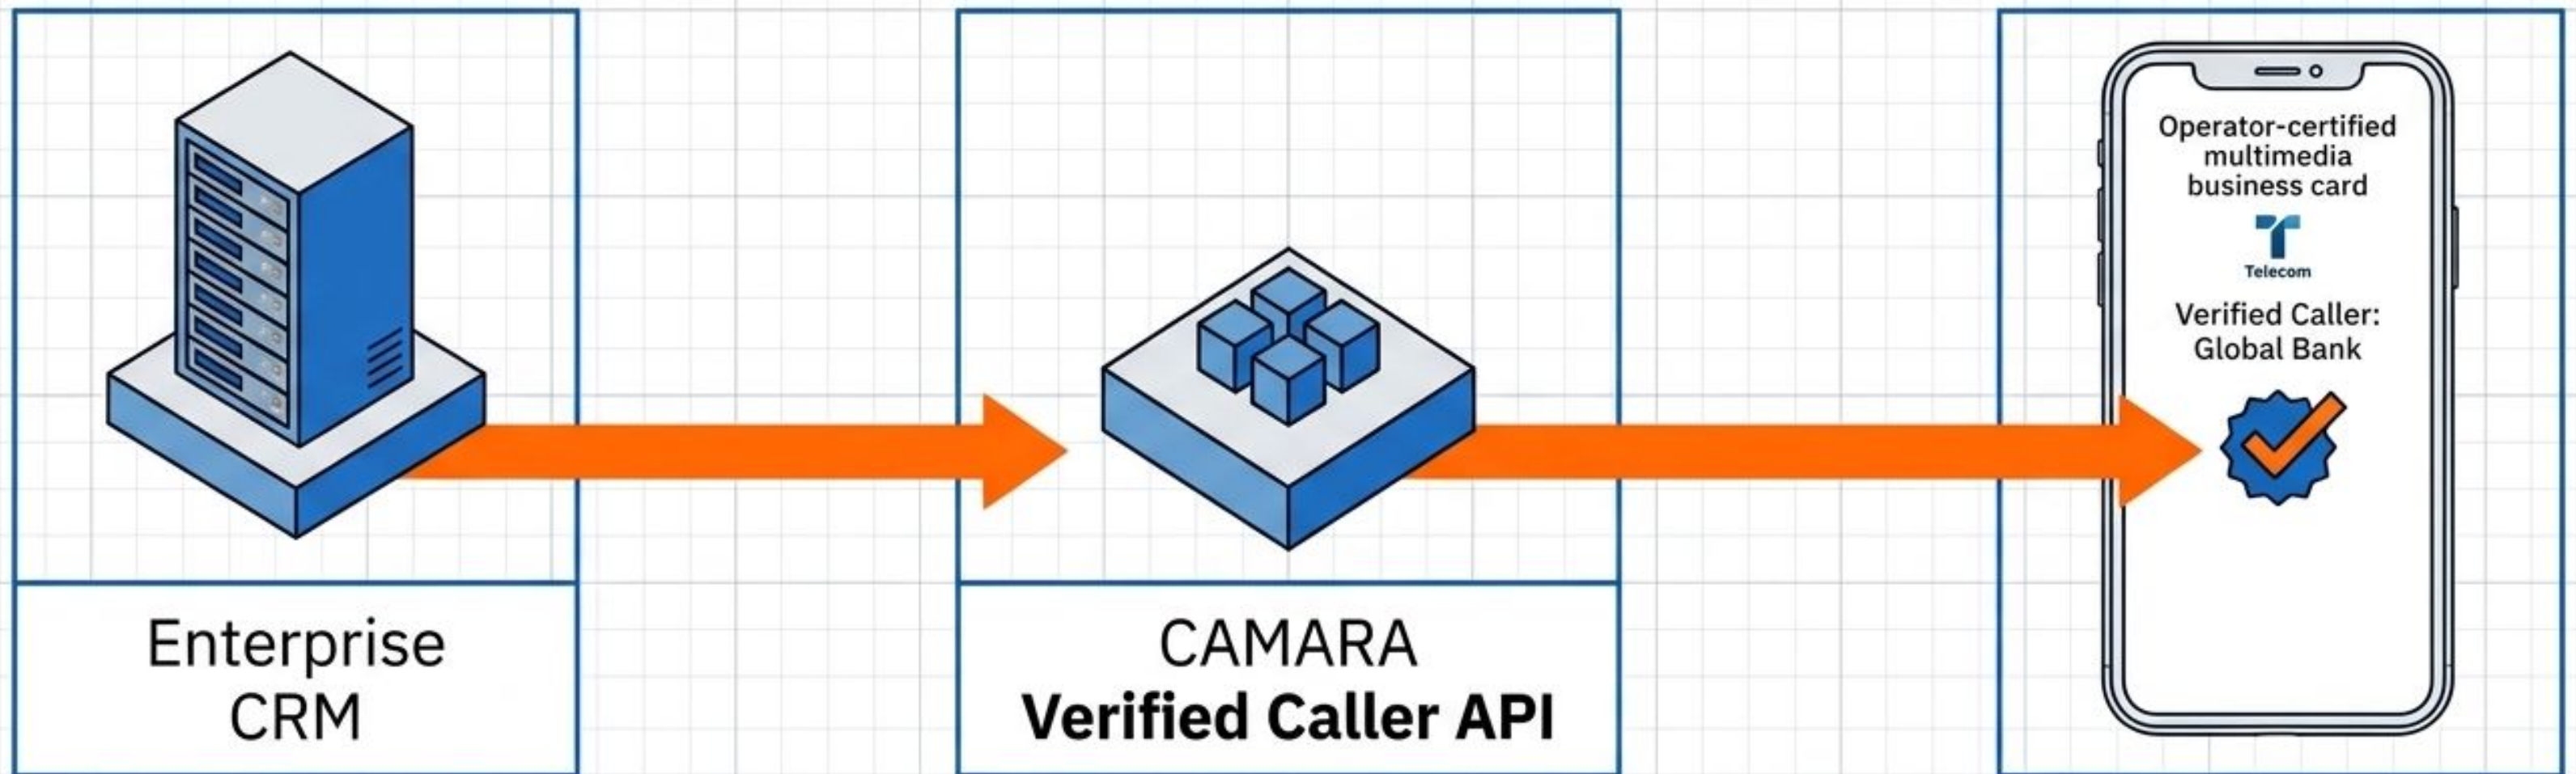 Enterprise
CRM
CAMARA
Verified Caller API
Operator-certified
multimedia
business card
Telecom
Verified Caller:
Global Bank